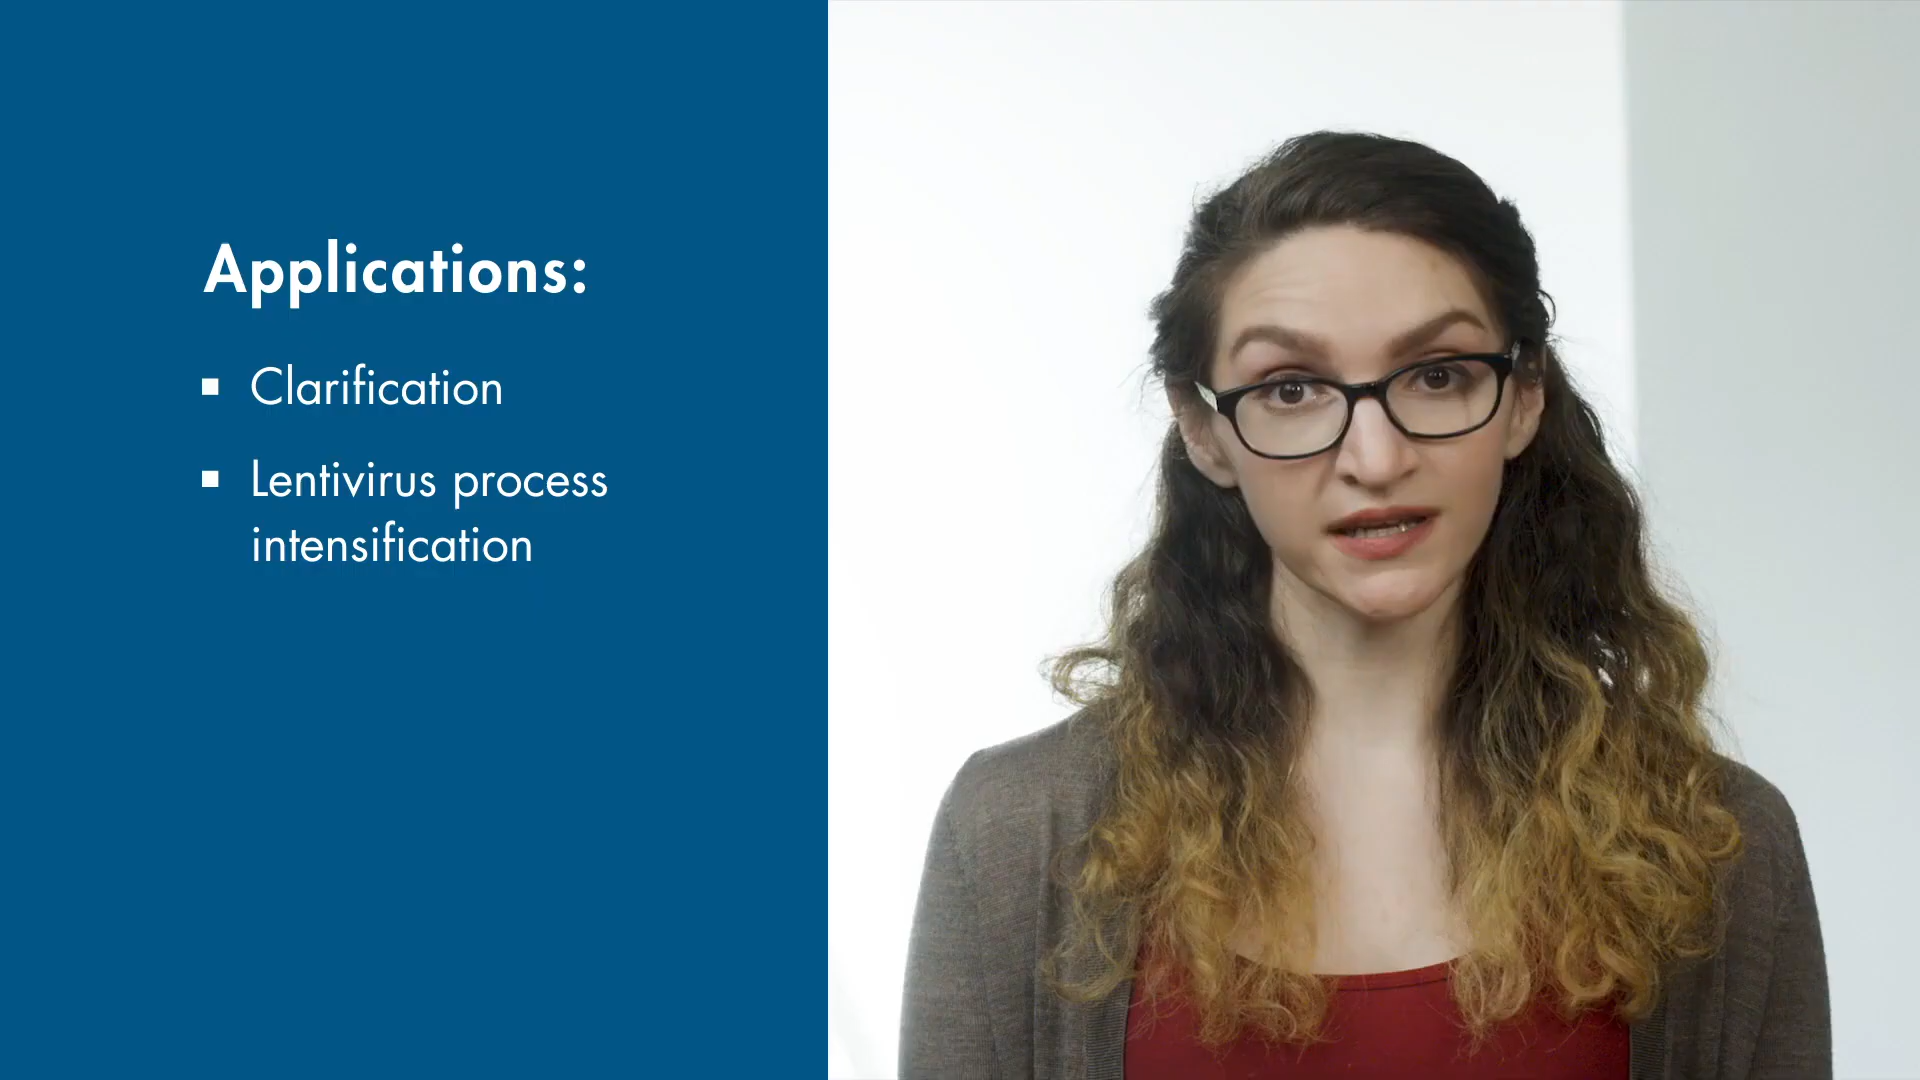 Applications:
Clarification
Lentivirus process
intensification